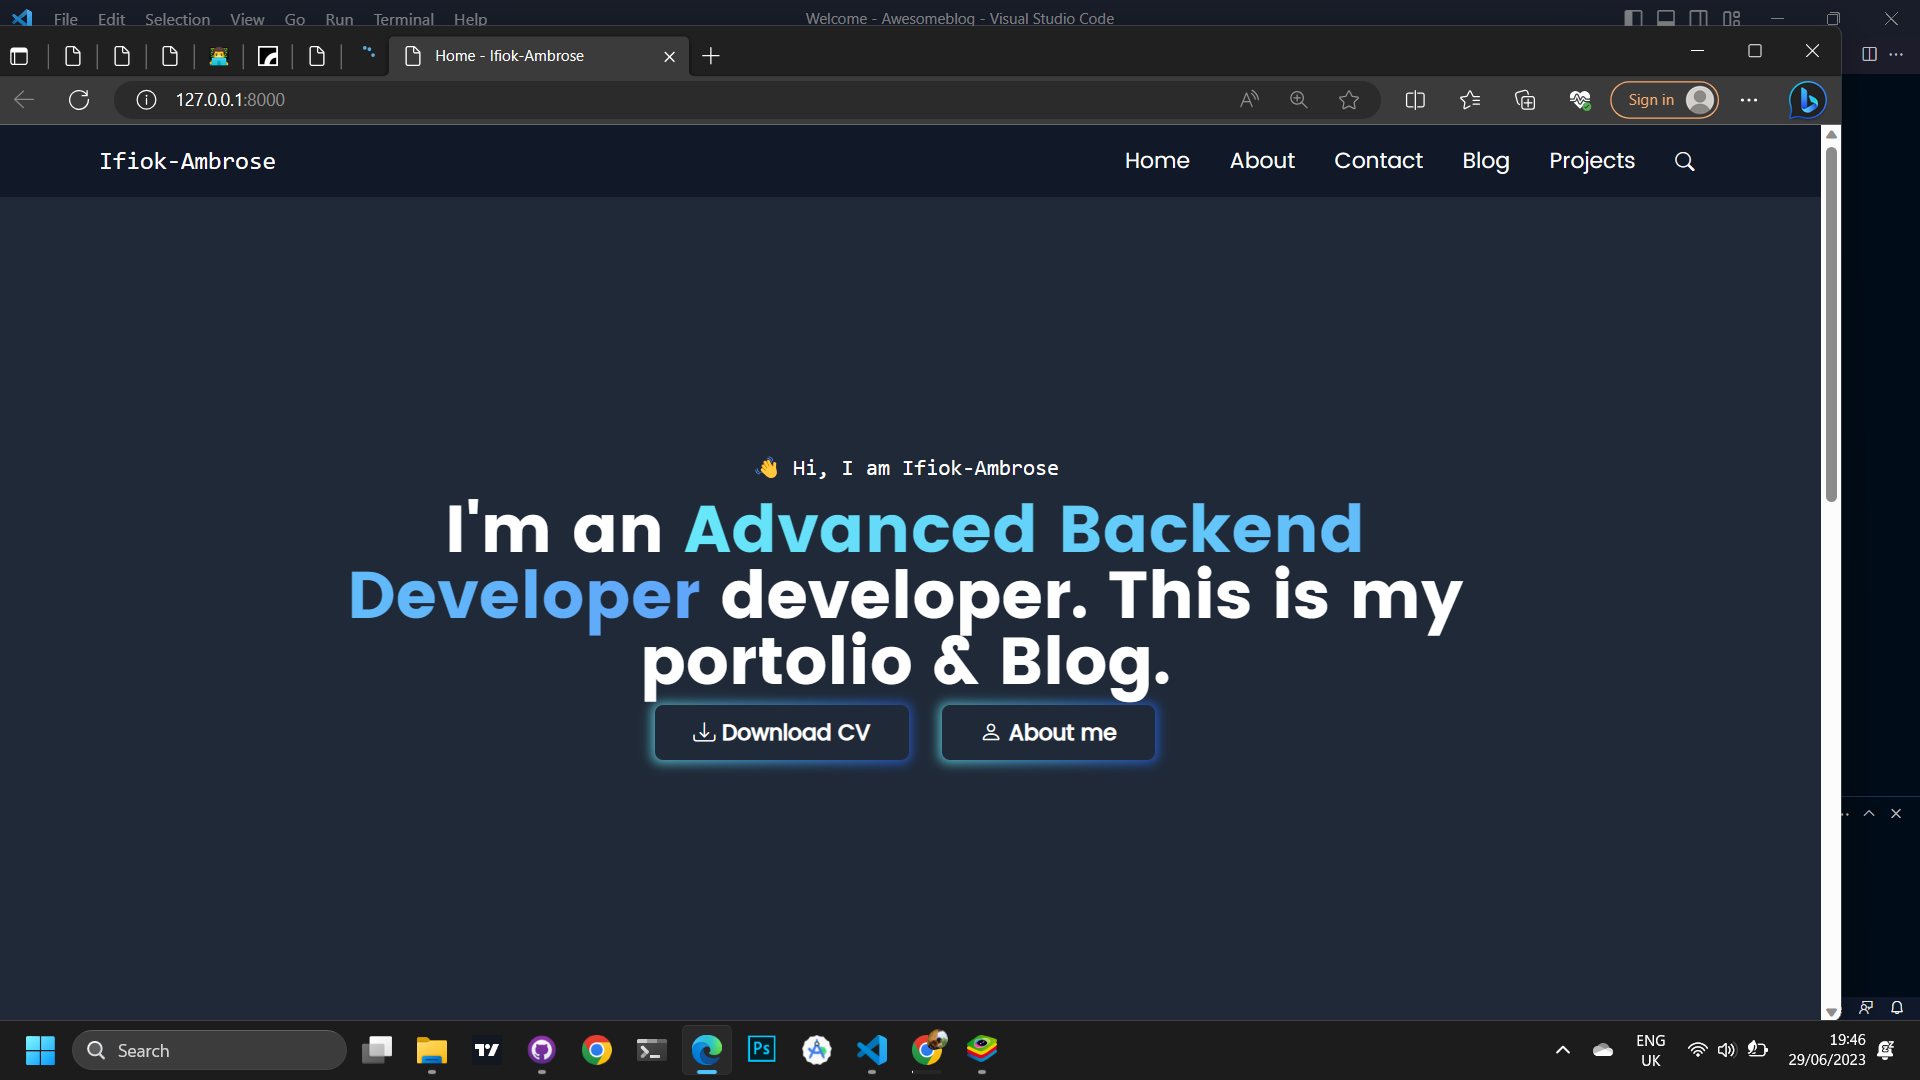 File Edit Selection View Go Run Terminal Help
Welcome - Awesomeblog - Visual Studio Code
Home - Ifiok-Ambrose
127.0.0.1:8000
Sign in
Ifiok-Ambrose
Home About Contact Blog Projects
👋 Hi, I am Ifiok-Ambrose
I'm an Advanced Backend
Developer developer. This is my
portolio & Blog.
Download CV
About me
Search
Ps
ENG
UK
19:46
29/06/2023